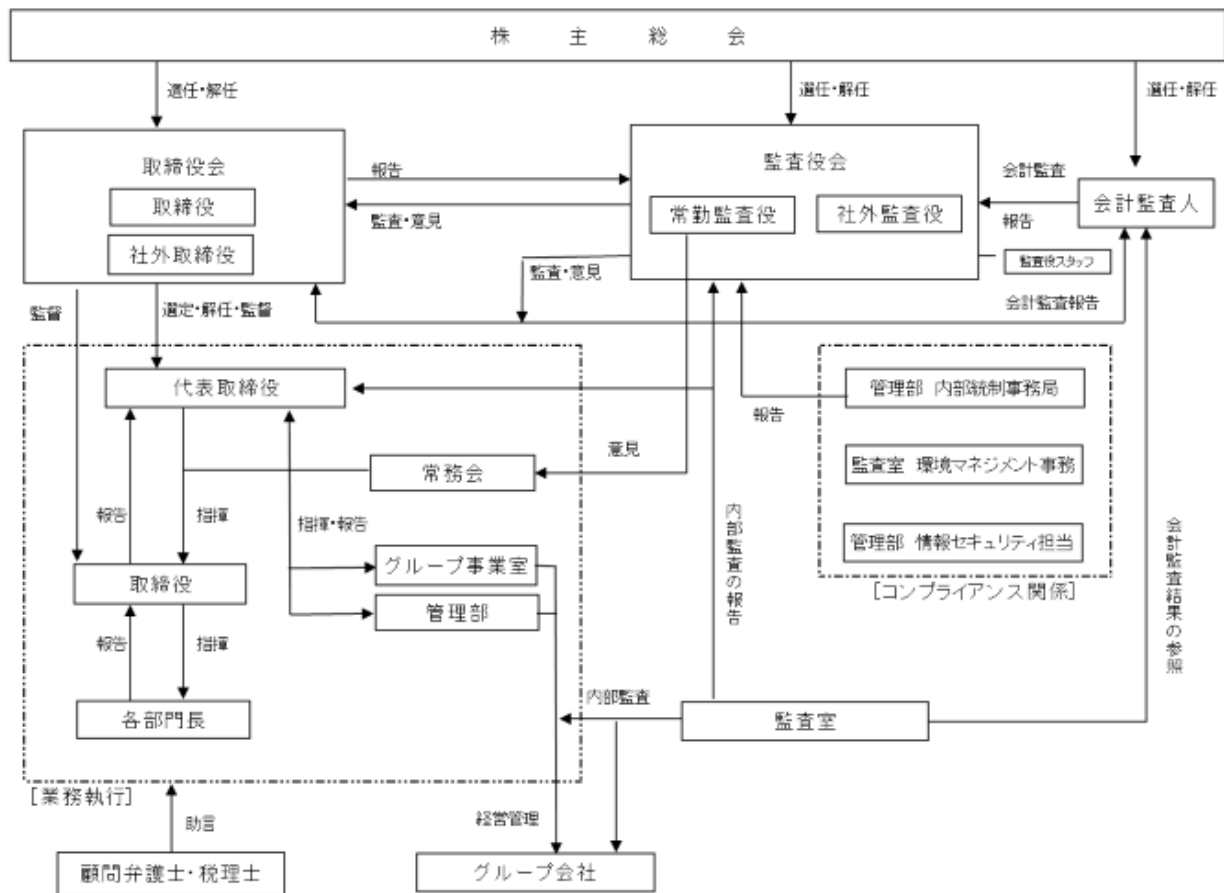 株主総会
適任・解任
選任・解任
選任・解任
取締役会
取締役
社外取締役
報告
監査・意見
監査役会
常勤監査役
社外監査役
会計監査
報告
会計監査人
監査役スタッフ
監査・意見
会計監査報告
監督
選定・解任・監督
代表取締役
管理部 内部統制事務局
報告
意見
常務会
監査室 環境マネジメント事務
報告
指揮
指揮・報告
内部監査の報告
管理部 情報セキュリティ担当
[コンプライアンス関係]
会計監査結果の参照
グループ事業室
取締役
管理部
報告
指揮
内部監査
各部門長
監査室
[業務執行]
助言
経営管理
顧問弁護士・税理士
グループ会社